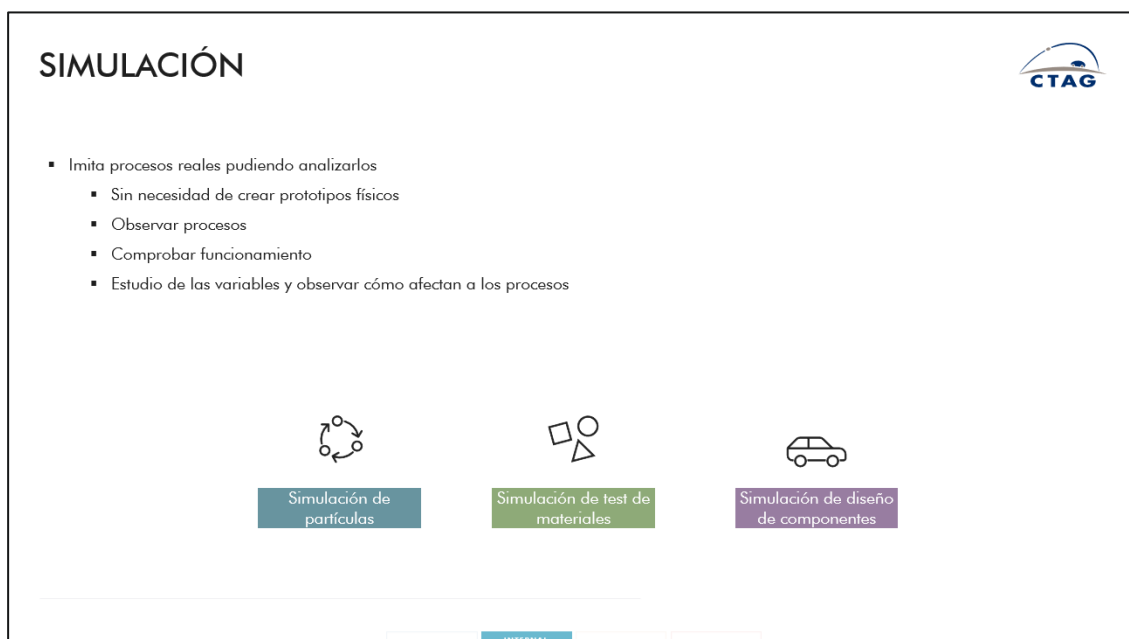 SIMULACIÓN
CTAG
Imita procesos reales pudiendo analizarlos
Sin necesidad de crear prototipos físicos
Observar procesos
Comprobar funcionamiento
Estudio de las variables y observar cómo afectan a los procesos
Simulación de
partículas
Simulación de test de
materiales
Simulación de diseño
de componentes